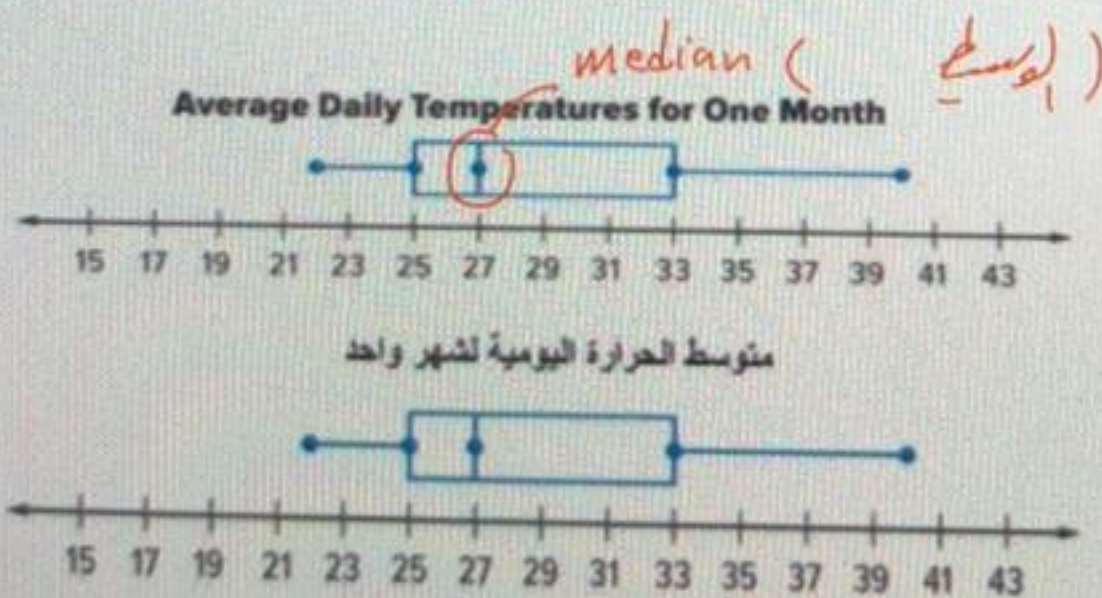 median (الوسيط)
Average Daily Temperatures for One Month
15 17 19 21 23 25 27 29 31 33 35 37 39 41 43
متوسط الحرارة اليومية لشهر واحد
15 17 19 21 23 25 27 29 31 33 35 37 39 41 43